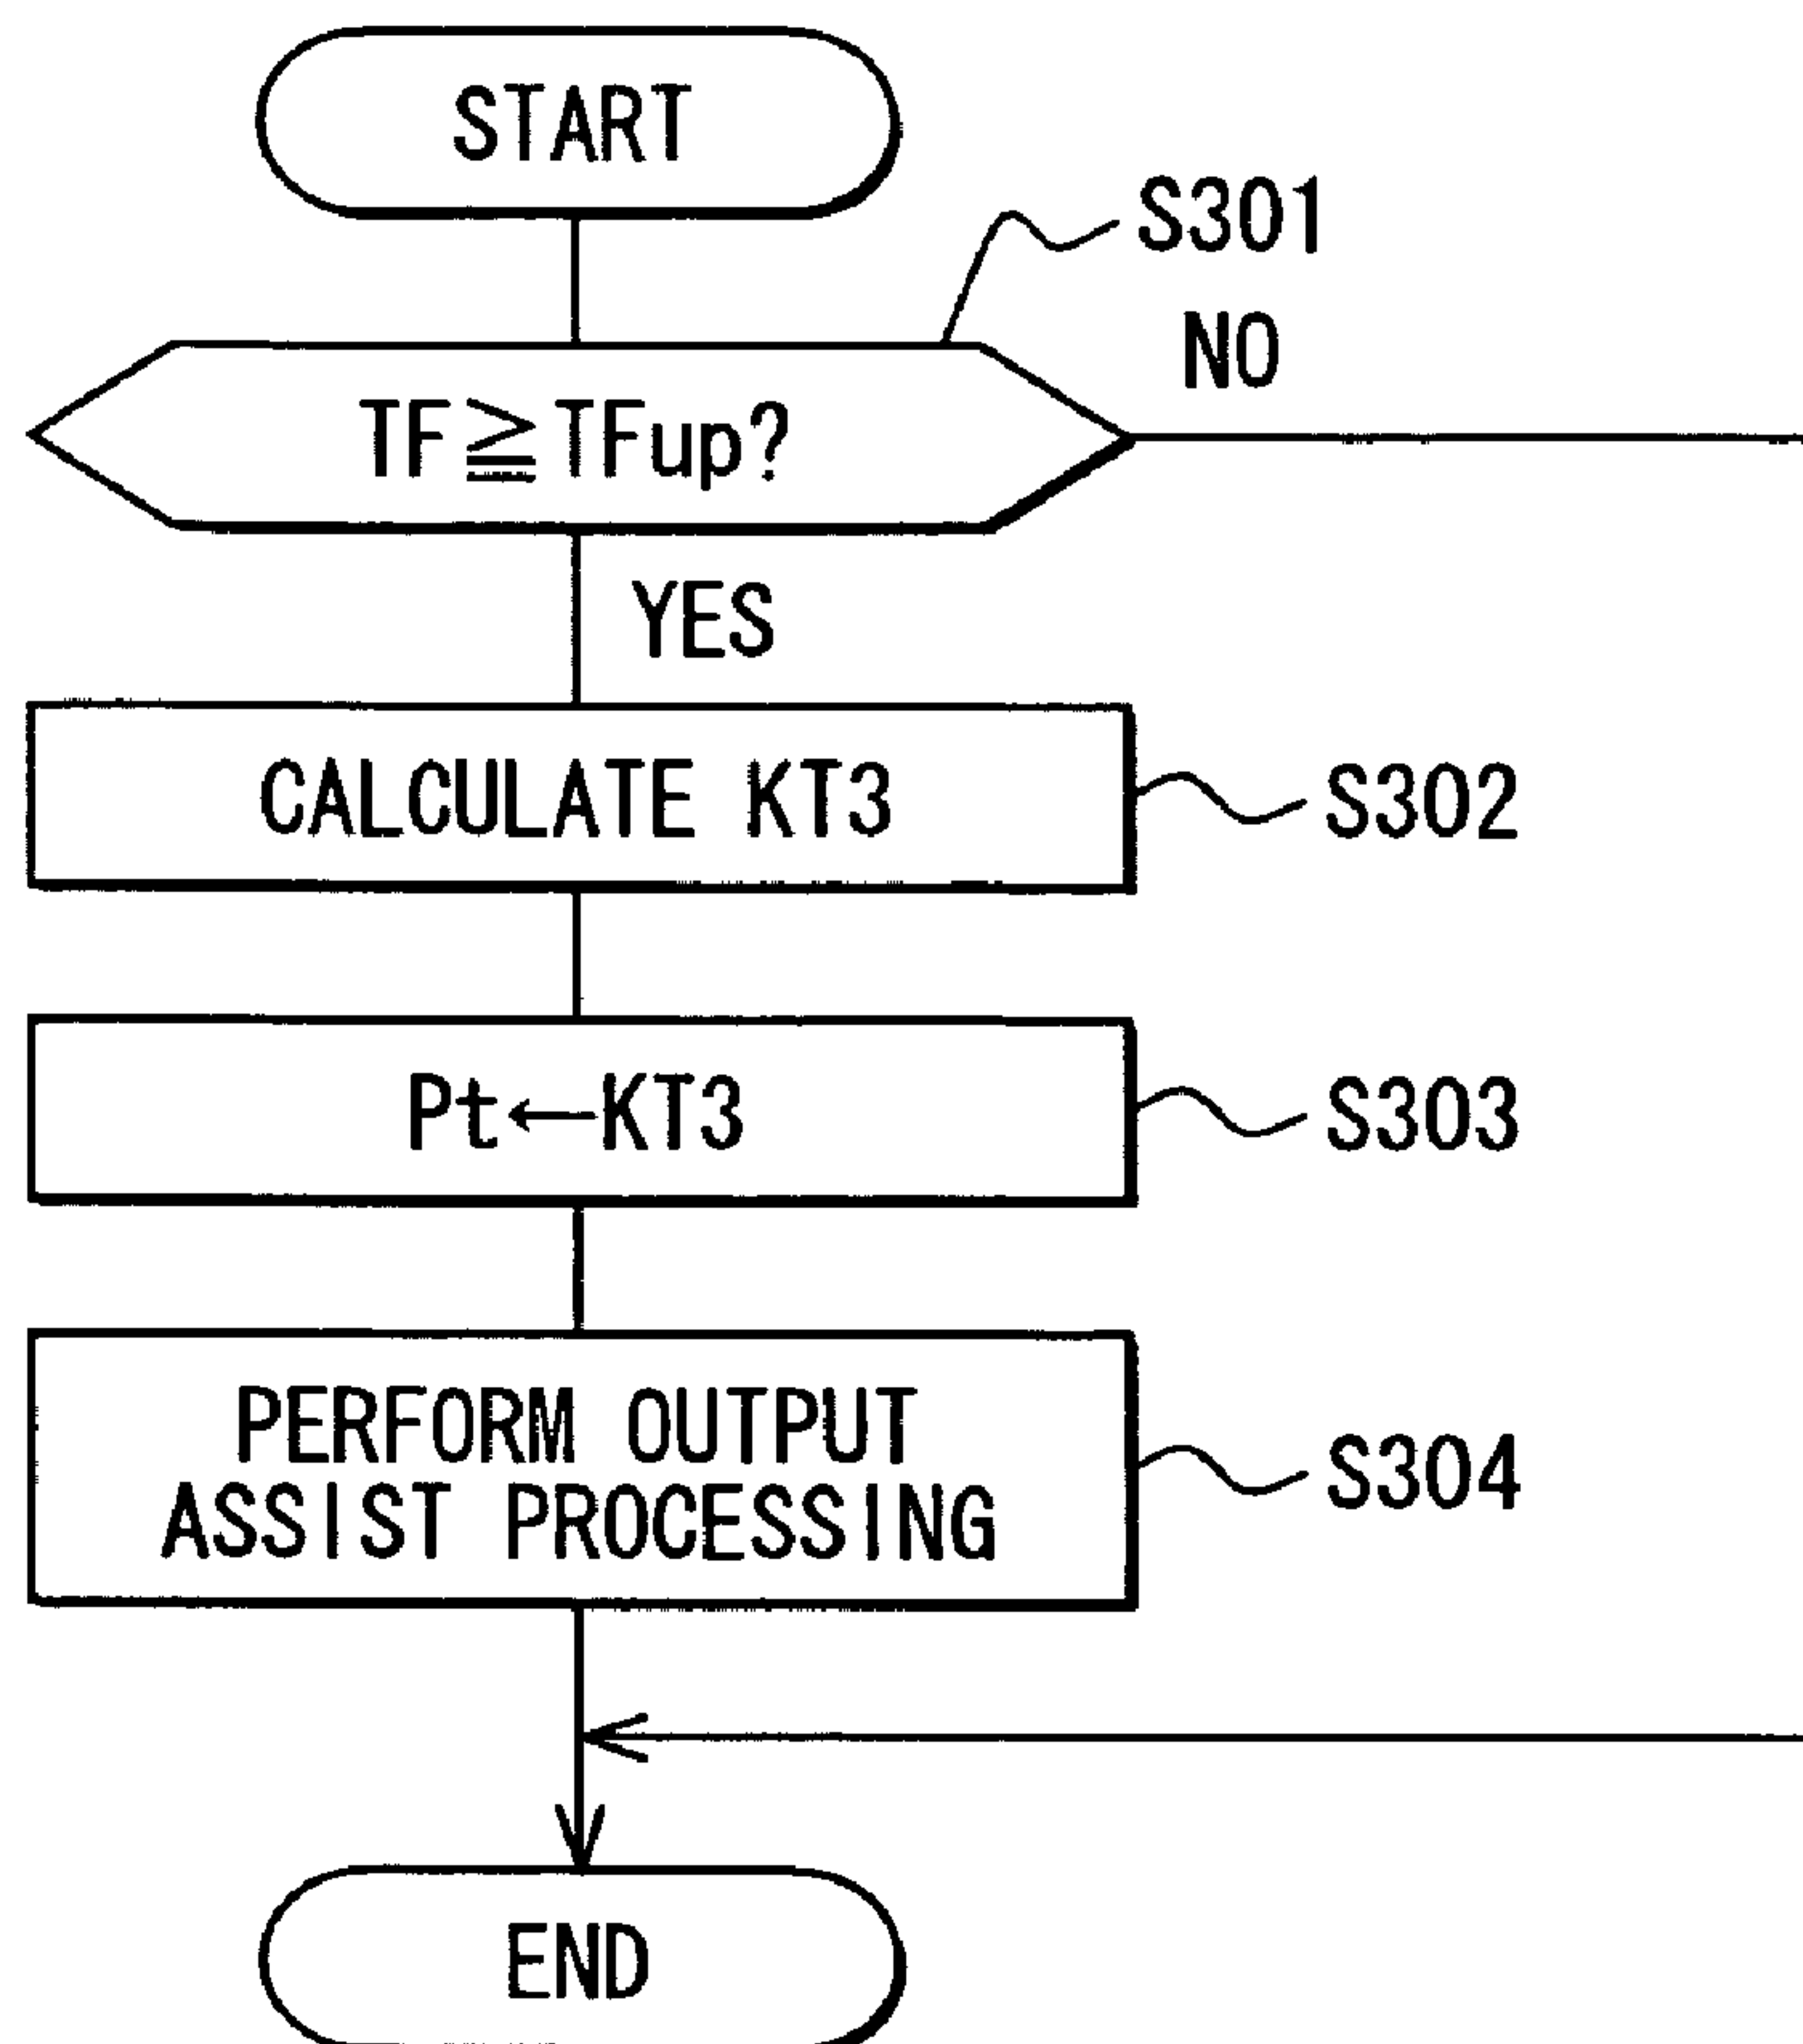 START
S301
NO
TF≧TFup?
YES
CALCULATE KT3
S302
Pt←KT3
S303
PERFORM OUTPUT
ASSIST PROCESSING
S304
END